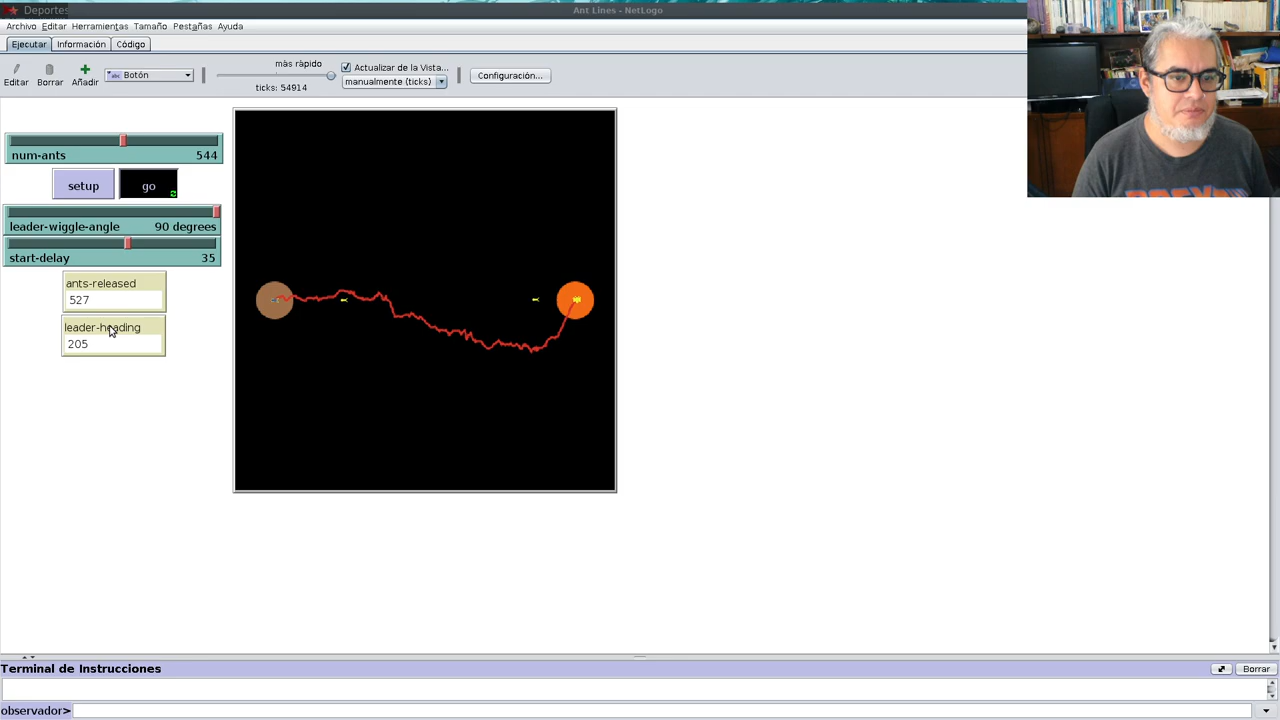 Deportes
Ant Lines - NetLogo
Archivo Editar Herramientas Tamaño Pestañas Ayuda
Ejecutar Información Código
Editar Borrar Añadir
abc Botón
más rápido
ticks: 54914
Actualizar de la Vista...
manualmente (ticks)
Configuración...
num-ants 544
setup go
leader-wiggle-angle 90 degrees
start-delay 35
ants-released
527
leader-heading
205
Terminal de Instrucciones
Borrar
observador>